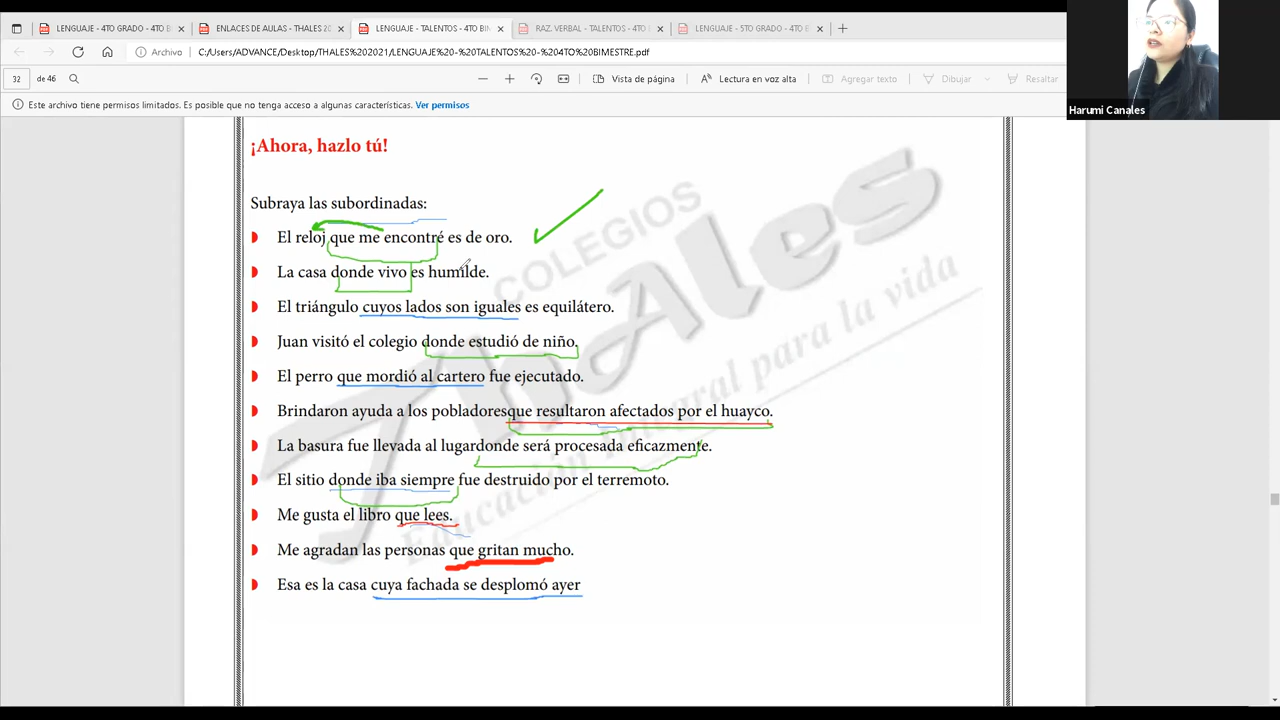 LENGUAJE - 4TO GRADO - 4TO B
ENLACES DE AULAS - THALES 20
LENGUAJE - TALENTOS - 4TO BIM
RAZ. VERBAL - TALENTOS - 4TO
LENGUAJE - 5TO GRADO - 4TO B
Archivo
C:/Users/ADVANCE/Desktop/THALES%202021/LENGUAJE%20-%20TALENTOS%20-%204TO%20BIMESTRE.pdf
32 de 46
Vista de página
Lectura en voz alta
Agregar texto
Dibujar
Resaltar
Este archivo tiene permisos limitados. Es posible que no tenga acceso a algunas características. Ver permisos
Harumi Canales
¡Ahora, hazlo tú!
Subraya las subordinadas:
El reloj que me encontré es de oro.
La casa donde vivo es humilde.
El triángulo cuyos lados son iguales es equilátero.
Juan visitó el colegio donde estudió de niño.
El perro que mordió al cartero fue ejecutado.
Brindaron ayuda a los pobladoresque resultaron afectados por el huayco.
La basura fue llevada al lugardonde será procesada eficazmente.
El sitio donde iba siempre fue destruido por el terremoto.
Me gusta el libro que lees.
Me agradan las personas que gritan mucho.
Esa es la casa cuya fachada se desplomó ayer
COLEGIOS
Thales
Educación integral para la vida